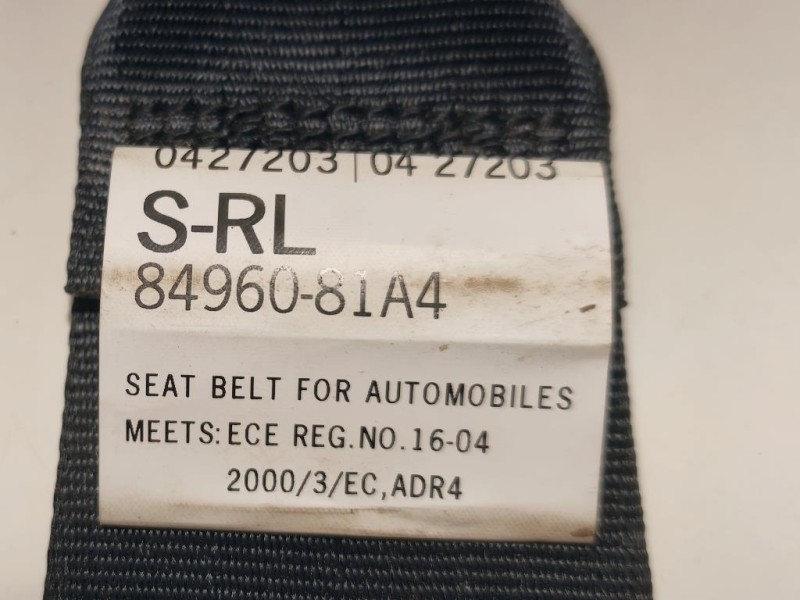 0427203 | 04 27203
S-RL
84960-81A4
SEAT BELT FOR AUTOMOBILES
MEETS: ECE REG.NO.16-04
2000/3/EC,ADR4